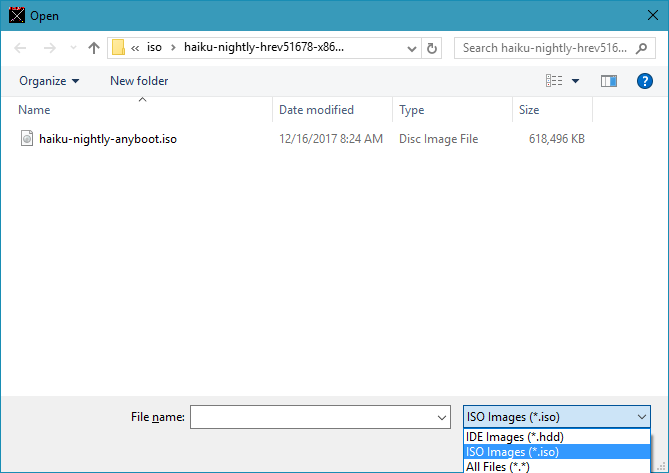 Open
« iso › haiku-nightly-hrev51678-x86...
Search haiku-nightly-hrev516...
Organize New folder
Name Date modified Type Size
haiku-nightly-anyboot.iso 12/16/2017 8:24 AM Disc Image File 618,496 KB
File name: ISO Images (*.iso)
IDE Images (*.hdd)
ISO Images (*.iso)
All Files (*.*)